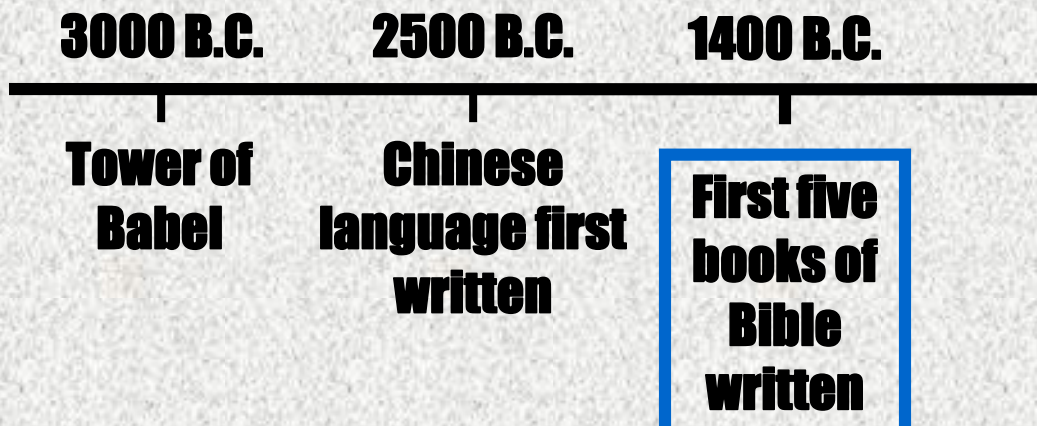 3000 B.C. 2500 B.C. 1400 B.C.
Tower of
Babel
Chinese
language first
written
First five
books of
Bible
written